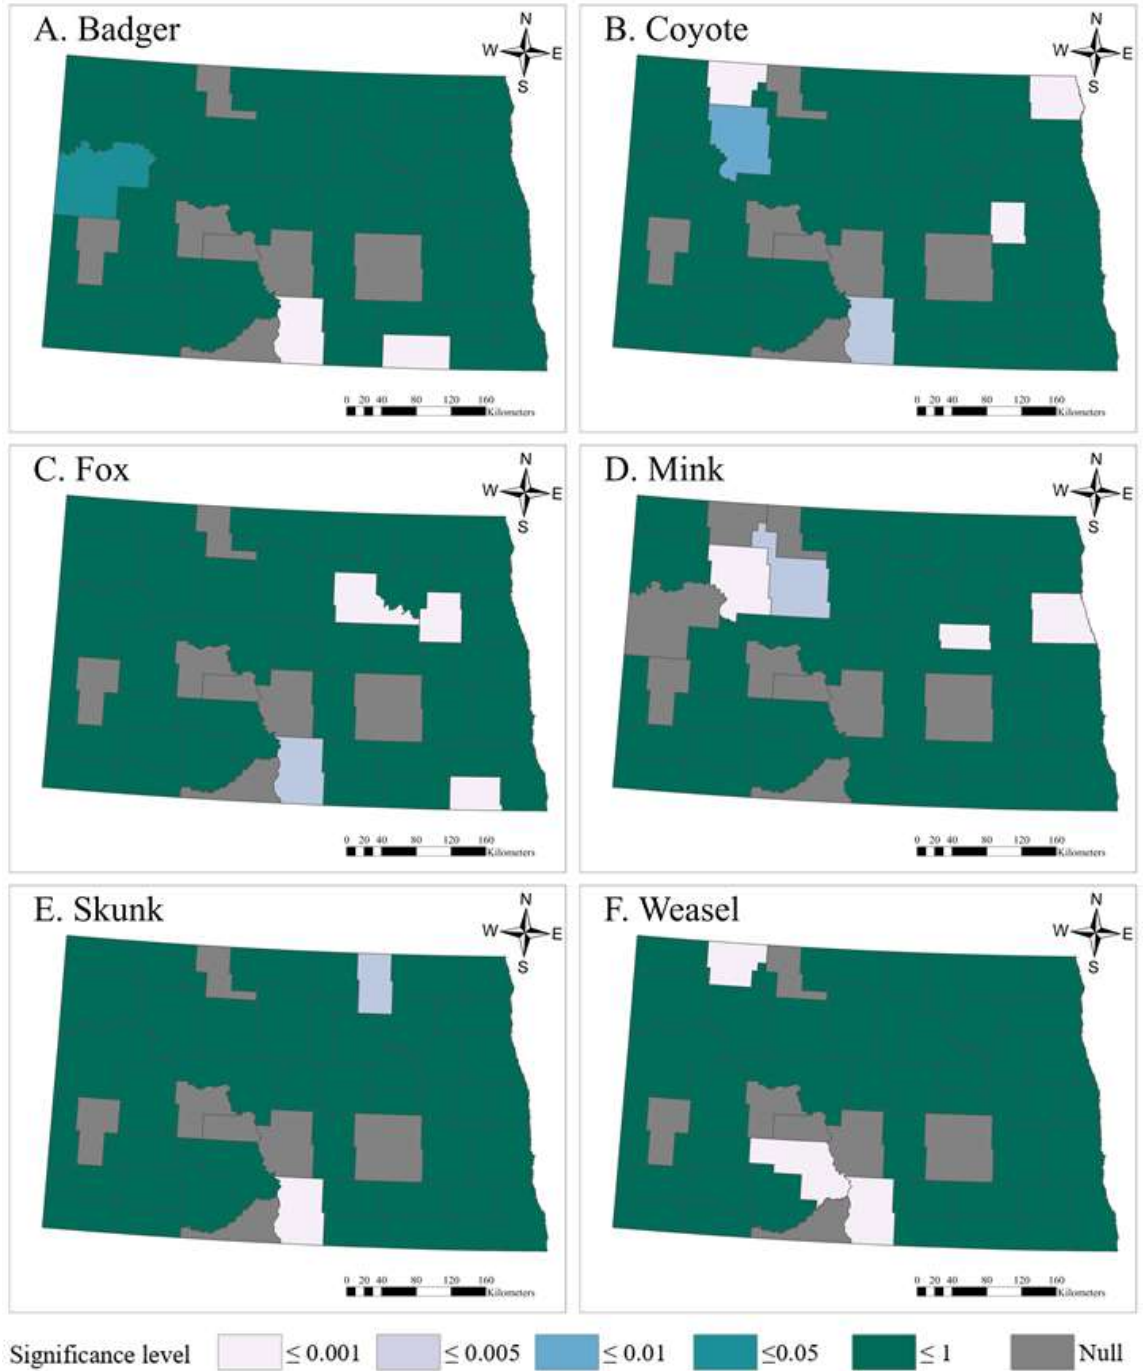 A. Badger
N
W E
S
0 20 40 80 120 160
Kilometers
B. Coyote
N
W E
S
0 20 40 80 120 160
Kilometers
C. Fox
N
W E
S
0 20 40 80 120 160
Kilometers
D. Mink
N
W E
S
0 20 40 80 120 160
Kilometers
E. Skunk
N
W E
S
0 20 40 80 120 160
Kilometers
F. Weasel
N
W E
S
0 20 40 80 120 160
Kilometers
Significance level ≤ 0.001 ≤ 0.005 ≤ 0.01 ≤0.05 ≤ 1 Null